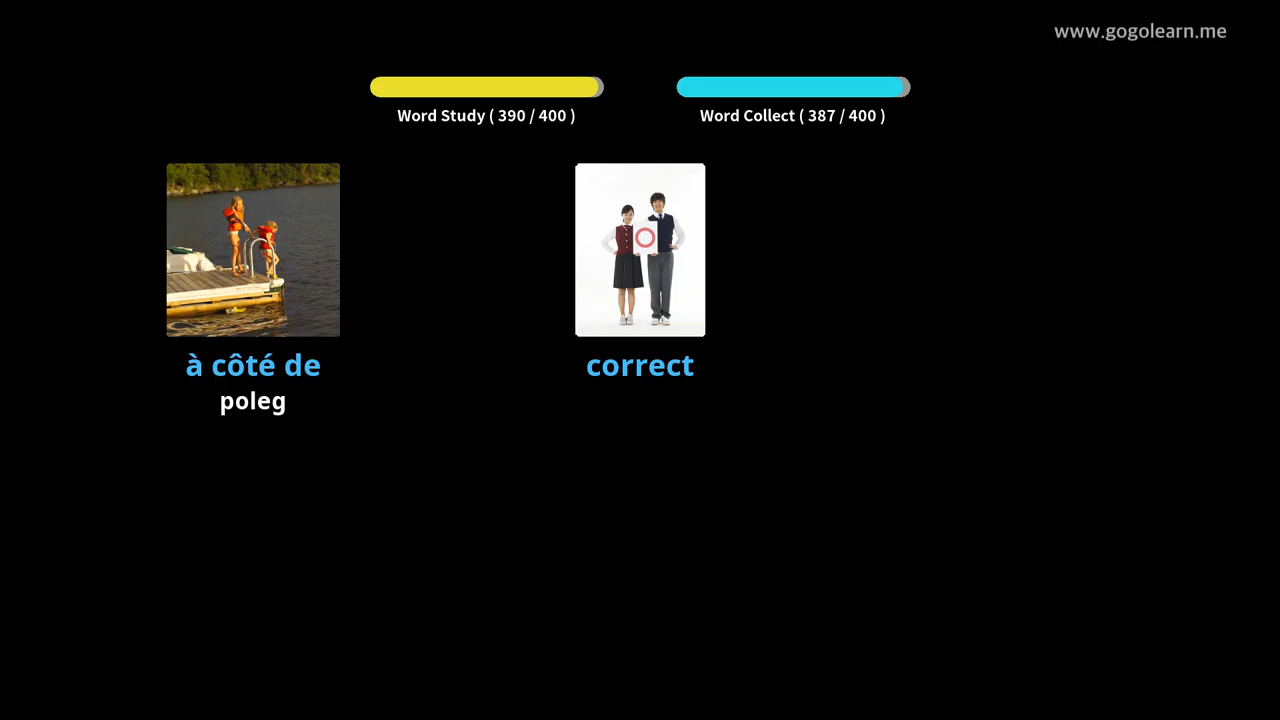 www.gogolearn.me
Word Study ( 390 / 400 )
Word Collect ( 387 / 400 )
à côté de
poleg
correct